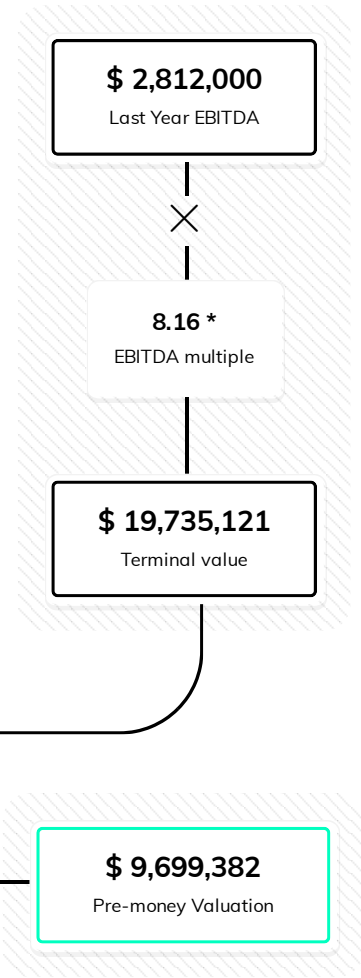 $ 2,812,000
Last Year EBITDA
8.16 *
EBITDA multiple
$ 19,735,121
Terminal value
$ 9,699,382
Pre-money Valuation